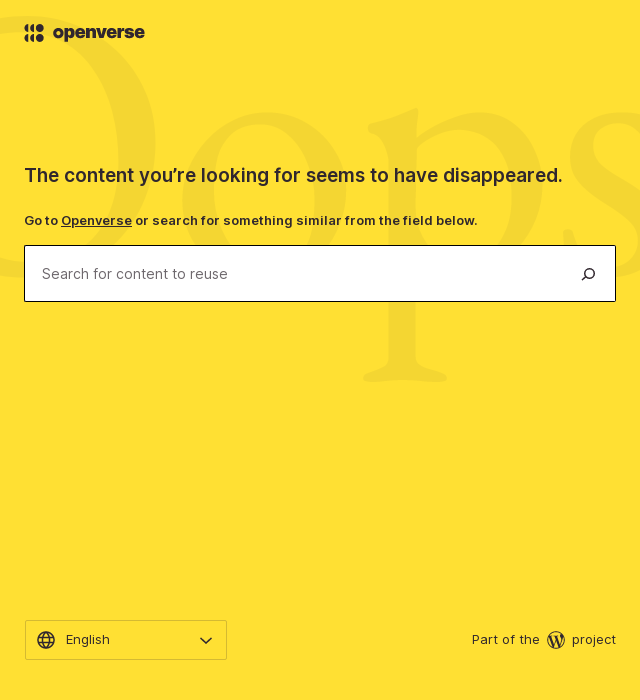 openverse
Oops
The content you’re looking for seems to have disappeared.
Go to Openverse or search for something similar from the field below.
Search for content to reuse
English
Part of the W project